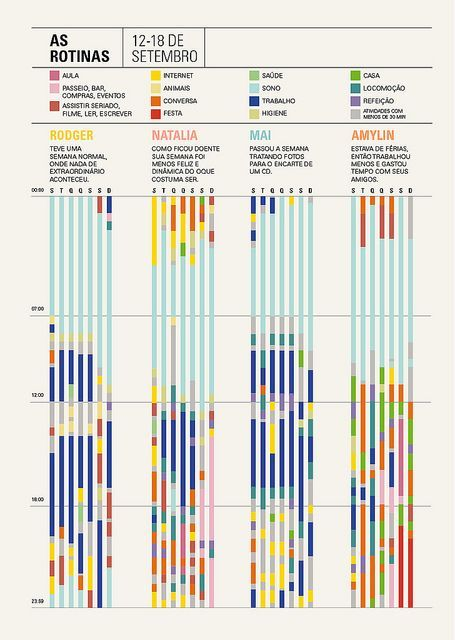 AS
ROTINAS
12-18 DE
SETEMBRO
AULA
PASSEIO, BAR,
COMPRAS, EVENTOS
ASSISTIR SERIADO,
FILME, LER, ESCREVER
INTERNET
ANIMAIS
CONVERSA
FESTA
SAÚDE
SONO
TRABALHO
HIGIENE
CASA
LOCOMOÇÃO
REFEIÇÃO
ATIVIDADES COM
MENOS DE 30 MIN
RODGER
TEVE UMA
SEMANA NORMAL,
ONDE NADA DE
EXTRAORDINÁRIO
ACONTECEU.
NATALIA
COMO FICOU DOENTE
SUA SEMANA FOI
MENOS FELIZ E
DINÂMICA DO QUE
COSTUMA SER.
MAI
PASSOU A SEMANA
TRATANDO FOTOS
PARA O ENCARTE DE
UM CD.
AMYLIN
ESTAVA DE FÉRIAS,
ENTÃO TRABALHOU
MENOS E GASTOU
TEMPO COM SEUS
AMIGOS.
00:00
S T Q Q S S D
S T Q Q S S D
S T Q Q S S D
S T Q Q S S D
07:00
12:00
18:00
23:59